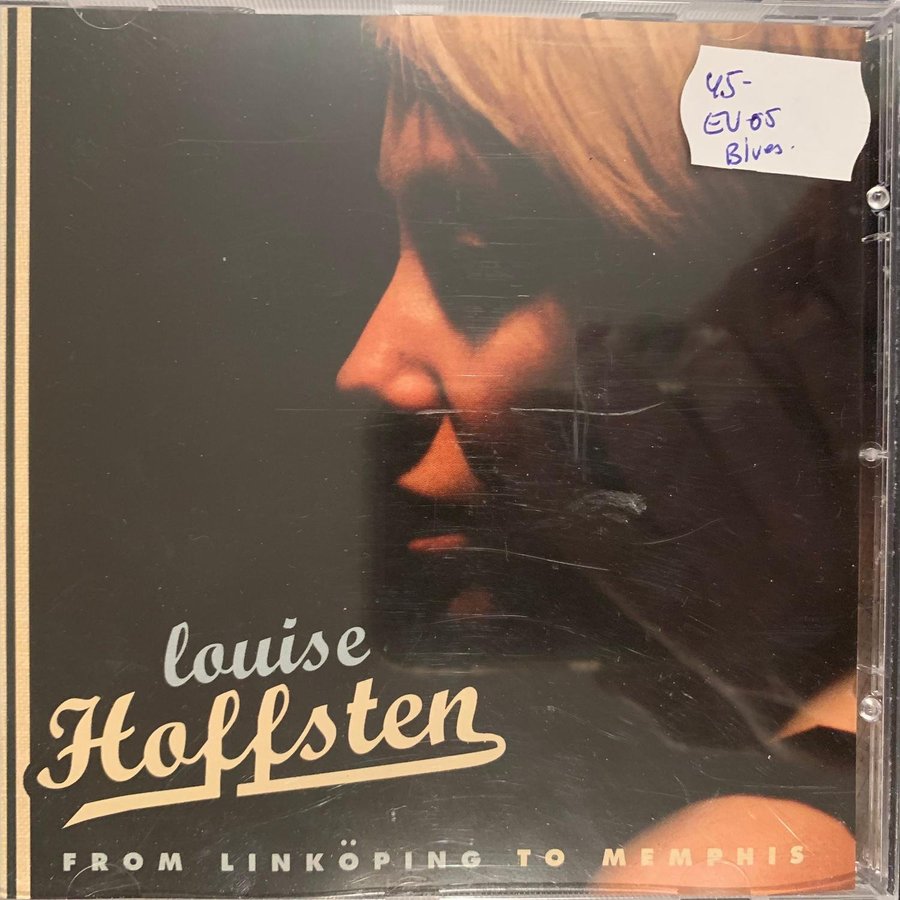 45-
EU-05
Blues.
louise
Hoffsten
FROM LINKÖPING TO MEMPHIS